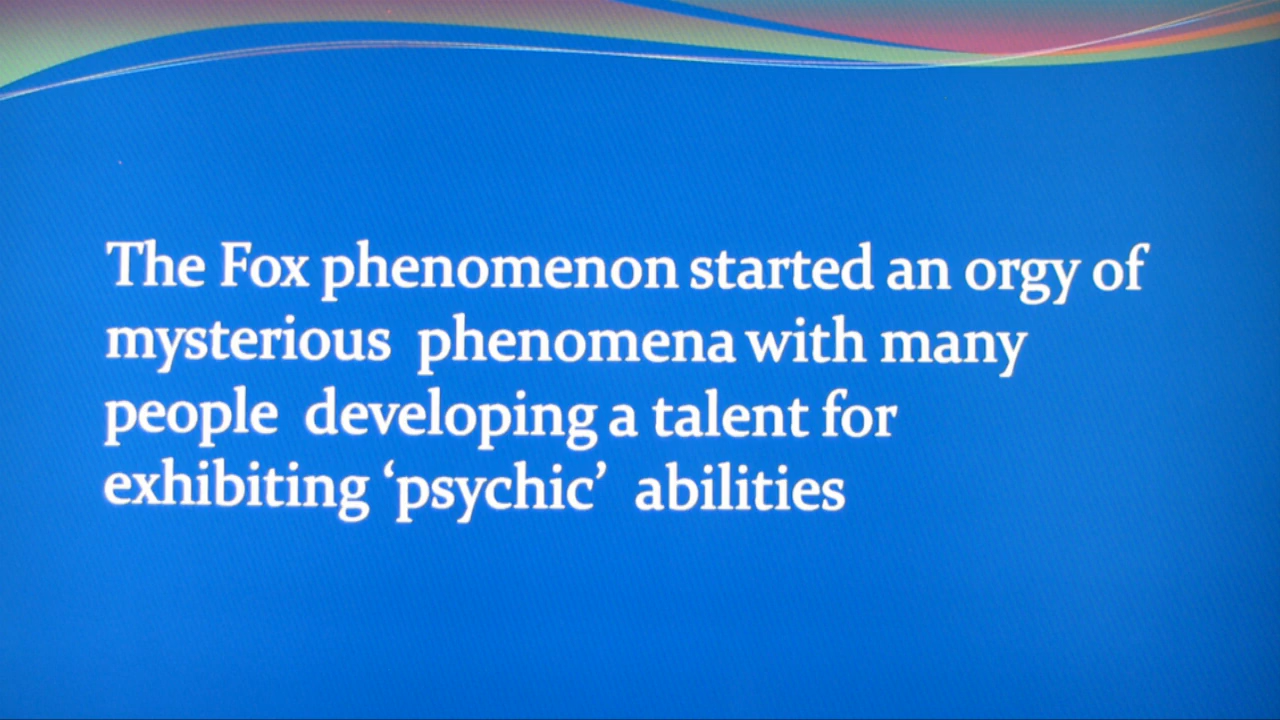 The Fox phenomenon started an orgy of
mysterious phenomena with many
people developing a talent for
exhibiting ‘psychic’ abilities